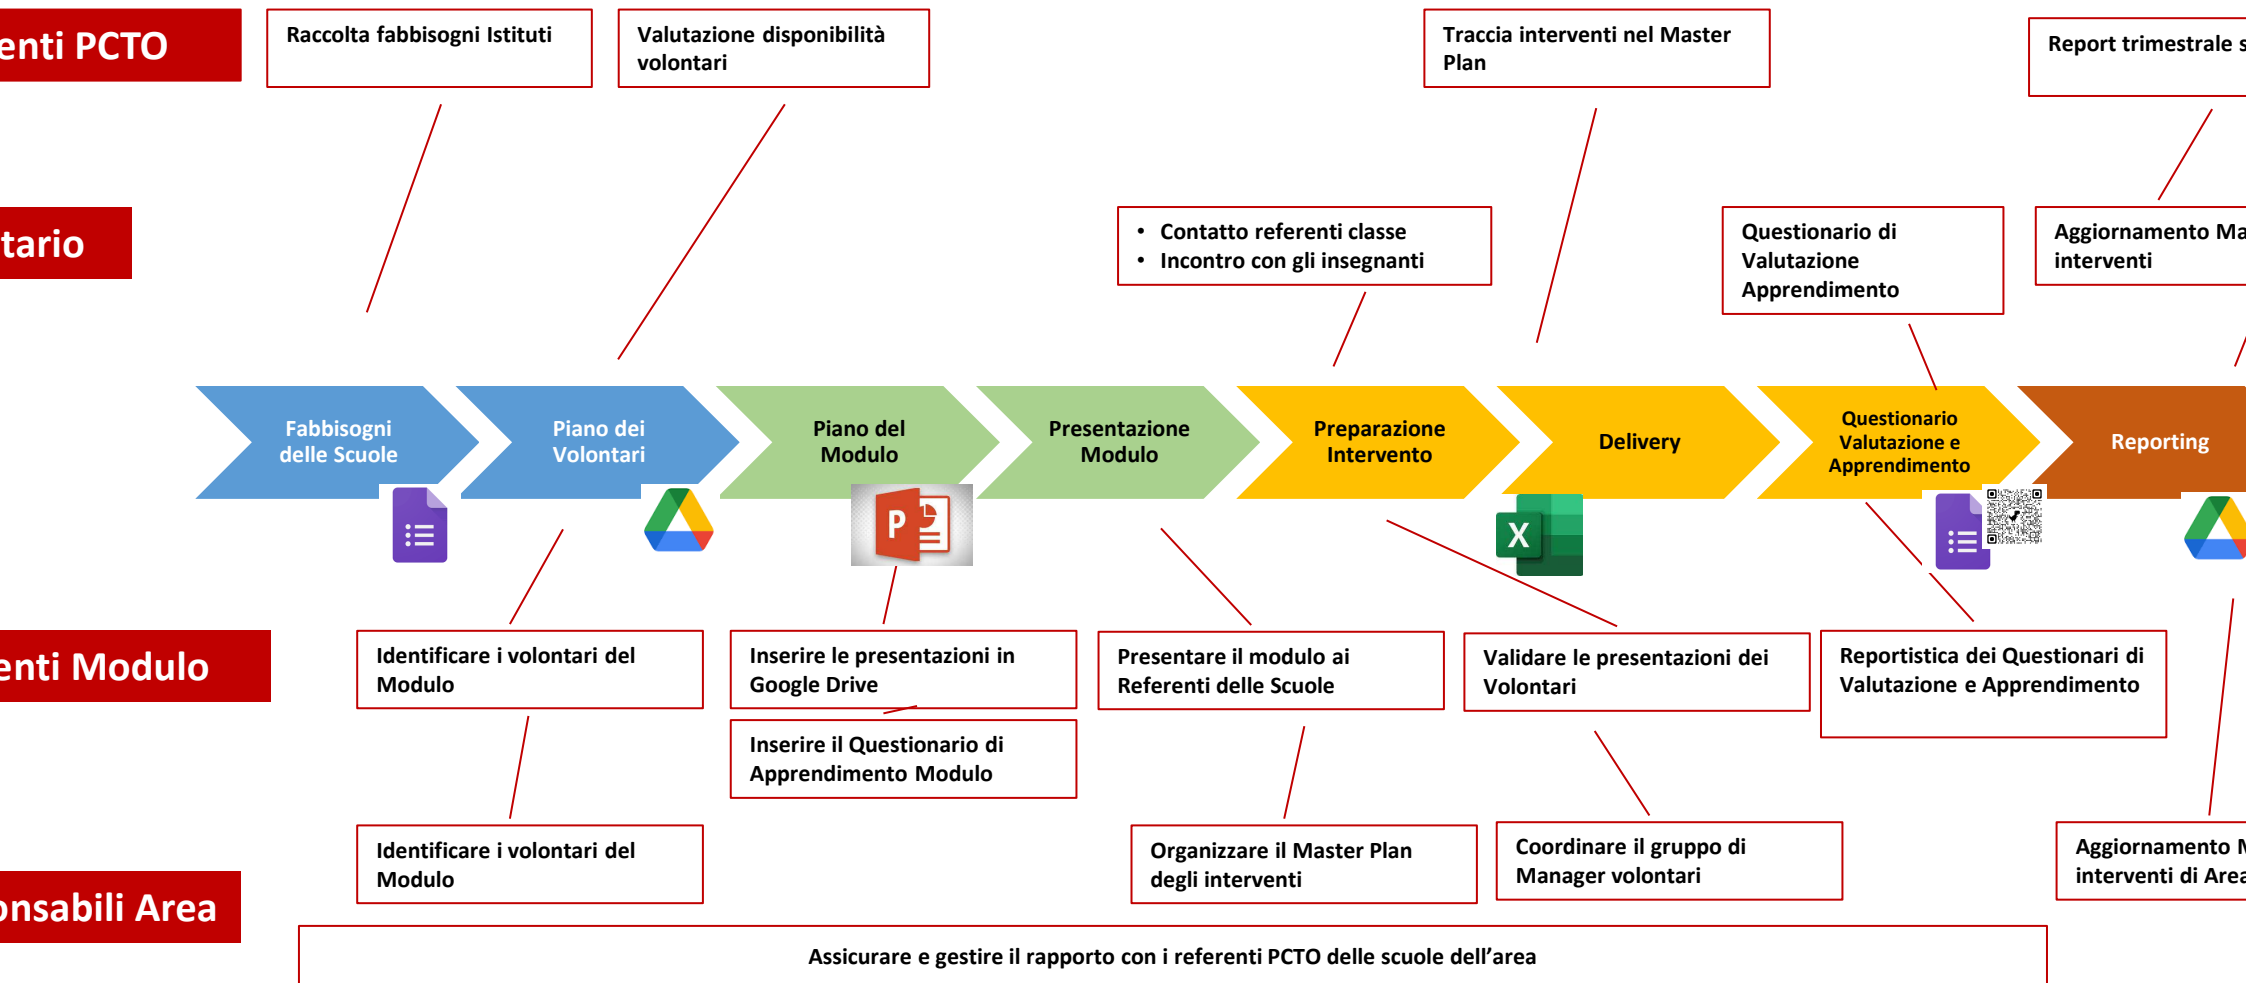 enti PCTO
Raccolta fabbisogni Istituti
Valutazione disponibilità
volontari
Traccia interventi nel Master
Plan
Report trimestrale s
tario
• Contatto referenti classe
• Incontro con gli insegnanti
Questionario di
Valutazione
Apprendimento
Aggiornamento Ma
interventi
Fabbisogni
delle Scuole
Piano dei
Volontari
Piano del
Modulo
Presentazione
Modulo
Preparazione
Intervento
Delivery
Questionario
Valutazione e
Apprendimento
Reporting
P
X
enti Modulo
Identificare i volontari del
Modulo
Inserire le presentazioni in
Google Drive
Inserire il Questionario di
Apprendimento Modulo
Presentare il modulo ai
Referenti delle Scuole
Validare le presentazioni dei
Volontari
Reportistica dei Questionari di
Valutazione e Apprendimento
onsabili Area
Identificare i volontari del
Modulo
Organizzare il Master Plan
degli interventi
Coordinare il gruppo di
Manager volontari
Aggiornamento M
interventi di Area
Assicurare e gestire il rapporto con i referenti PCTO delle scuole dell’area